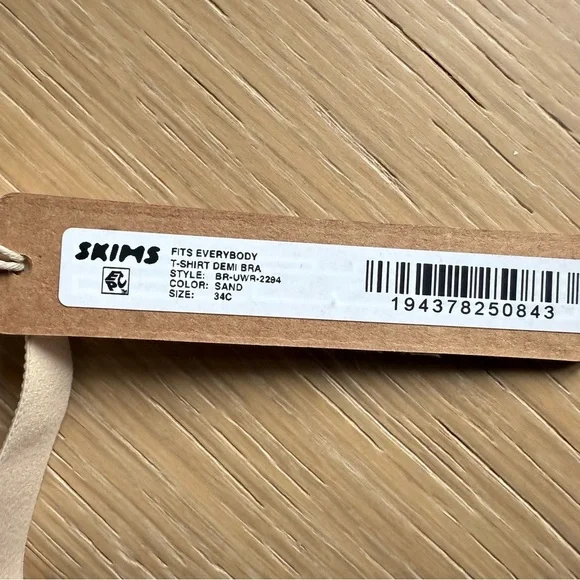 SKIMS
FITS EVERYBODY
T-SHIRT DEMI BRA
STYLE: BR-UWR-2294
COLOR: SAND
SIZE: 34C
194378250843